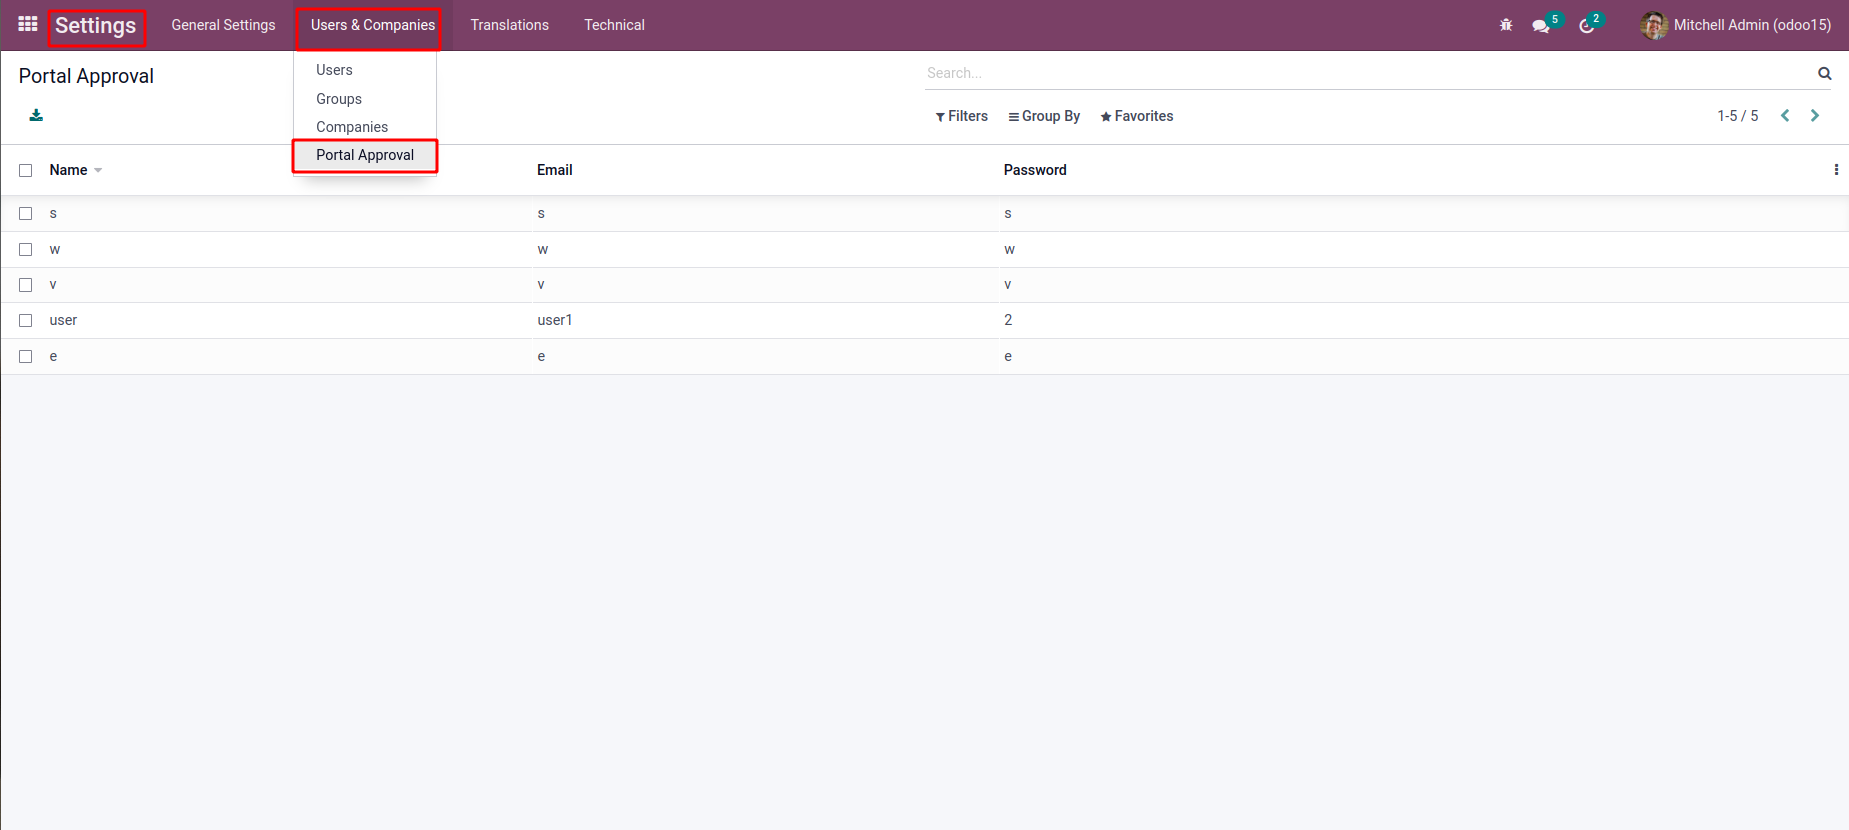 Settings General Settings Users & Companies Translations Technical 5 2 Mitchell Admin (odoo15)
Portal Approval
Search...
Users
Groups
Companies
Portal Approval
Filters Group By Favorites 1-5 / 5
Name Email Password
s s s
w w w
v v v
user user1 2
e e e